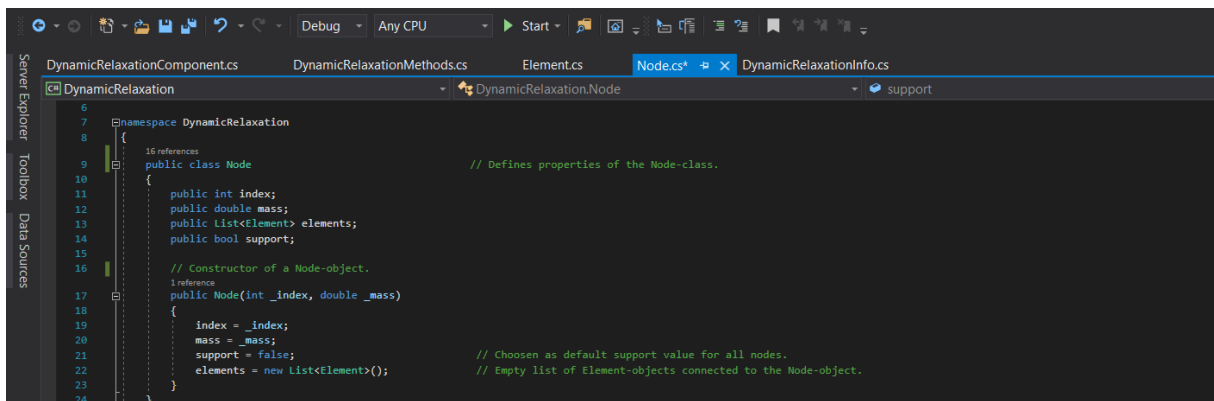 Debug Any CPU Start
Server Explorer
Toolbox
Data Sources
DynamicRelaxationComponent.cs DynamicRelaxationMethods.cs Element.cs Node.cs* DynamicRelaxationInfo.cs
C# DynamicRelaxation DynamicRelaxation.Node support
6
7 namespace DynamicRelaxation
8 {
16 references
9 public class Node // Defines properties of the Node-class.
10 {
11 public int index;
12 public double mass;
13 public List<Element> elements;
14 public bool support;
15
16 // Constructor of a Node-object.
1 reference
17 public Node(int _index, double _mass)
18 {
19 index = _index;
20 mass = _mass;
21 support = false; // Choosen as default support value for all nodes.
22 elements = new List<Element>(); // Empty list of Element-objects connected to the Node-object.
23 }
24 }